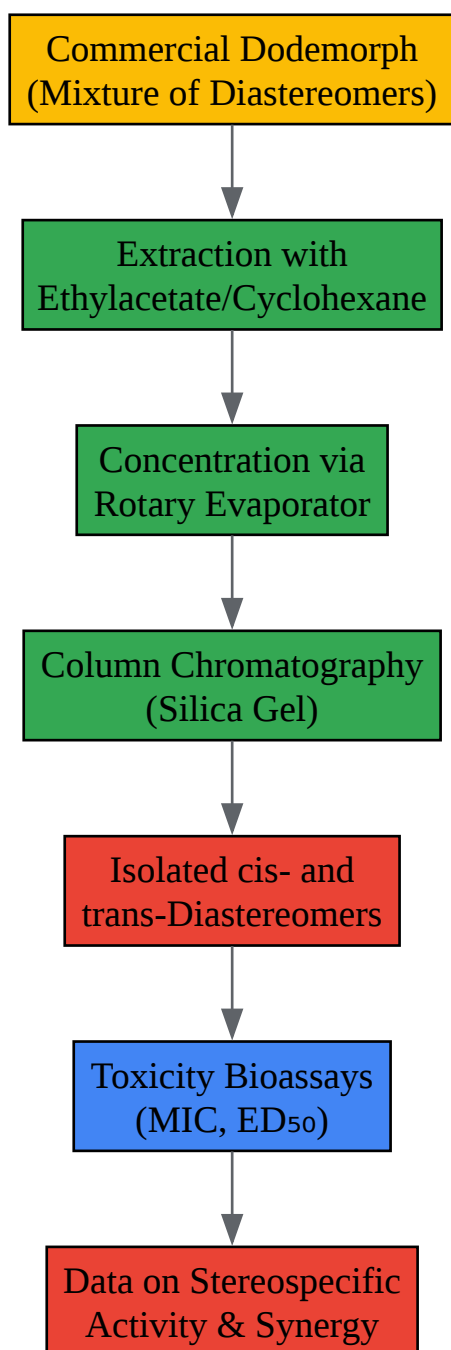 Commercial Dodemorph
(Mixture of Diastereomers)
Extraction with
Ethylacetate/Cyclohexane
Concentration via
Rotary Evaporator
Column Chromatography
(Silica Gel)
Isolated cis- and
trans-Diastereomers
Toxicity Bioassays
(MIC, ED₅₀)
Data on Stereospecific
Activity & Synergy